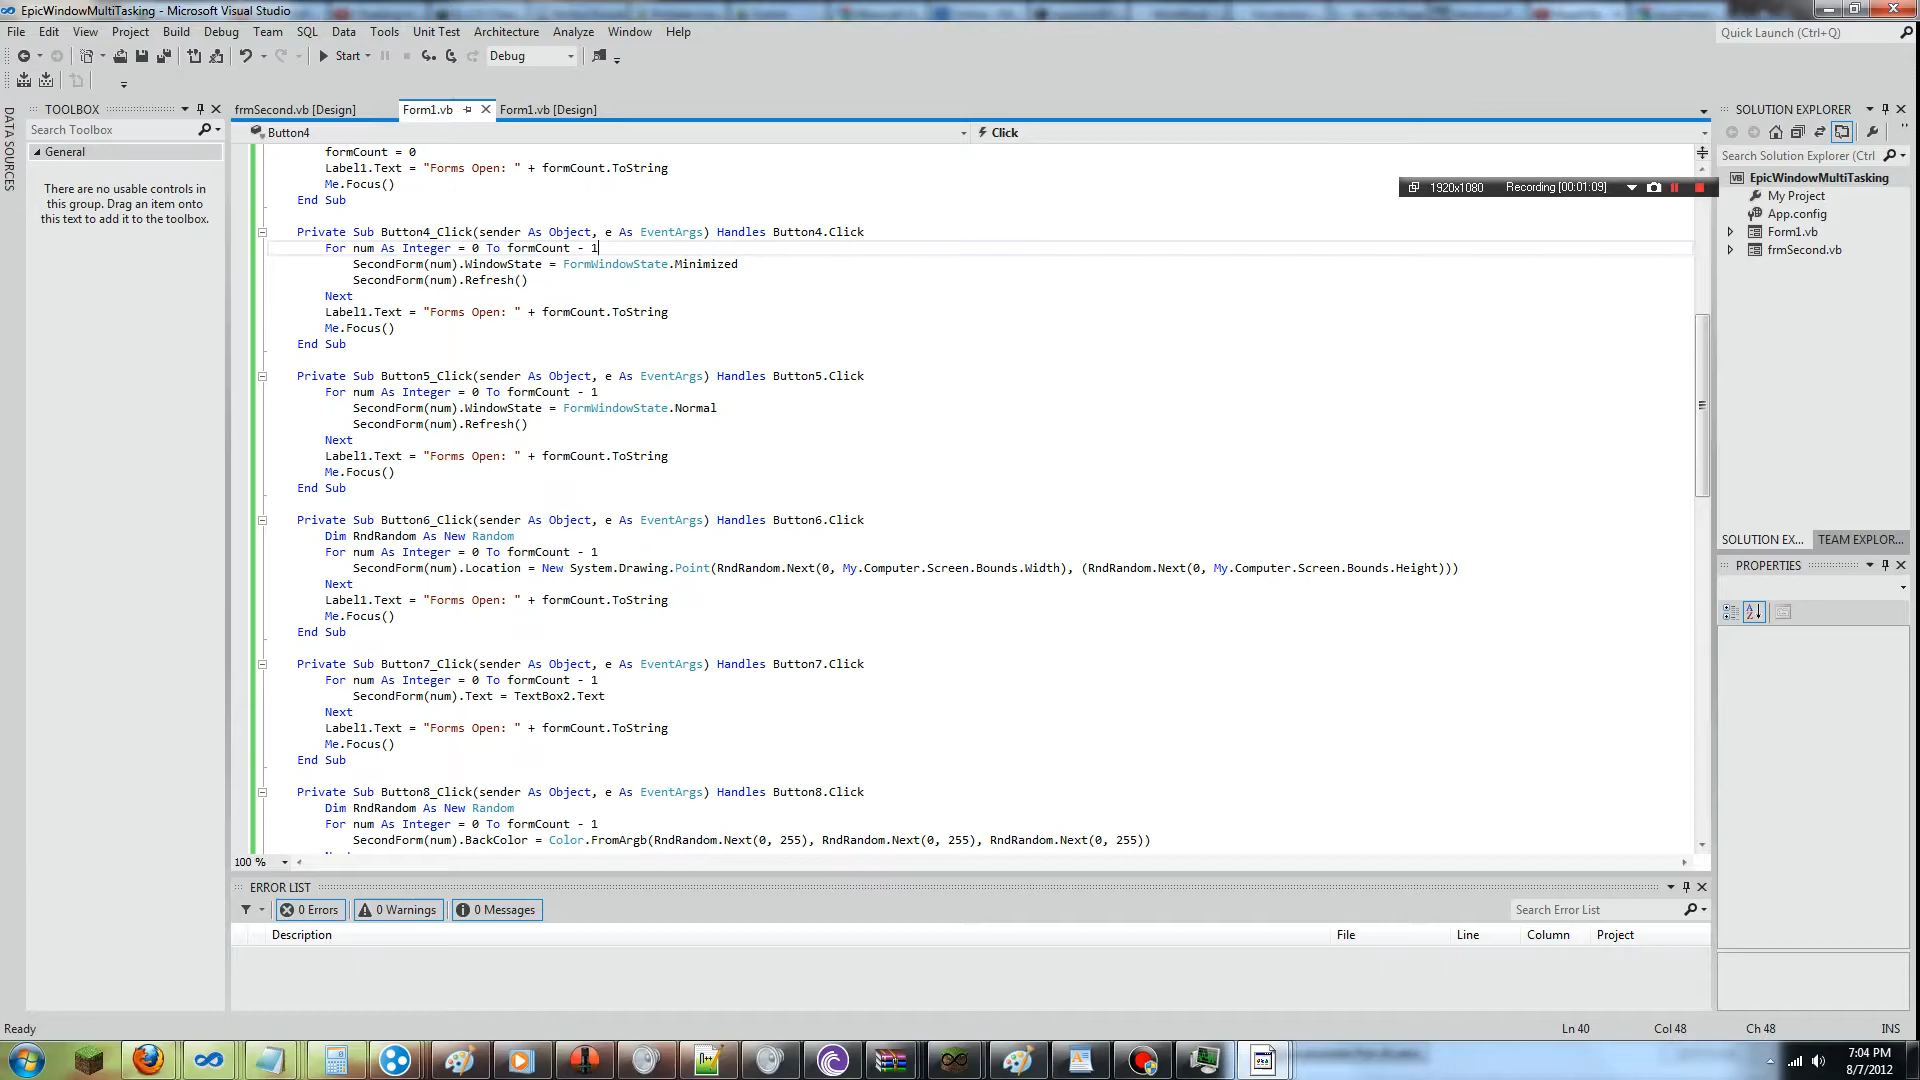 EpicWindowMultiTasking - Microsoft Visual Studio
File Edit View Project Build Debug Team SQL Data Tools Unit Test Architecture Analyze Window Help
Quick Launch (Ctrl+Q)
Start
Debug
DATA SOURCES
TOOLBOX
Search Toolbox
General
There are no usable controls in
this group. Drag an item onto
this text to add it to the toolbox.
frmSecond.vb [Design]
Form1.vb
Form1.vb [Design]
Button4
Click
formCount = 0
Label1.Text = "Forms Open: " + formCount.ToString
Me.Focus()
End Sub
Private Sub Button4_Click(sender As Object, e As EventArgs) Handles Button4.Click
For num As Integer = 0 To formCount - 1
SecondForm(num).WindowState = FormWindowState.Minimized
SecondForm(num).Refresh()
Next
Label1.Text = "Forms Open: " + formCount.ToString
Me.Focus()
End Sub
Private Sub Button5_Click(sender As Object, e As EventArgs) Handles Button5.Click
For num As Integer = 0 To formCount - 1
SecondForm(num).WindowState = FormWindowState.Normal
SecondForm(num).Refresh()
Next
Label1.Text = "Forms Open: " + formCount.ToString
Me.Focus()
End Sub
Private Sub Button6_Click(sender As Object, e As EventArgs) Handles Button6.Click
Dim RndRandom As New Random
For num As Integer = 0 To formCount - 1
SecondForm(num).Location = New System.Drawing.Point(RndRandom.Next(0, My.Computer.Screen.Bounds.Width), (RndRandom.Next(0, My.Computer.Screen.Bounds.Height)))
Next
Label1.Text = "Forms Open: " + formCount.ToString
Me.Focus()
End Sub
Private Sub Button7_Click(sender As Object, e As EventArgs) Handles Button7.Click
For num As Integer = 0 To formCount - 1
SecondForm(num).Text = TextBox2.Text
Next
Label1.Text = "Forms Open: " + formCount.ToString
Me.Focus()
End Sub
Private Sub Button8_Click(sender As Object, e As EventArgs) Handles Button8.Click
Dim RndRandom As New Random
For num As Integer = 0 To formCount - 1
SecondForm(num).BackColor = Color.FromArgb(RndRandom.Next(0, 255), RndRandom.Next(0, 255), RndRandom.Next(0, 255))
100 %
1920x1080 Recording [00:01:09]
SOLUTION EXPLORER
Search Solution Explorer (Ctrl
VB EpicWindowMultiTasking
My Project
App.config
Form1.vb
frmSecond.vb
SOLUTION EX... TEAM EXPLOR...
PROPERTIES
ERROR LIST
0 Errors 0 Warnings 0 Messages
Search Error List
Description File Line Column Project
Ready
Ln 40 Col 48 Ch 48 INS
7:04 PM
8/7/2012